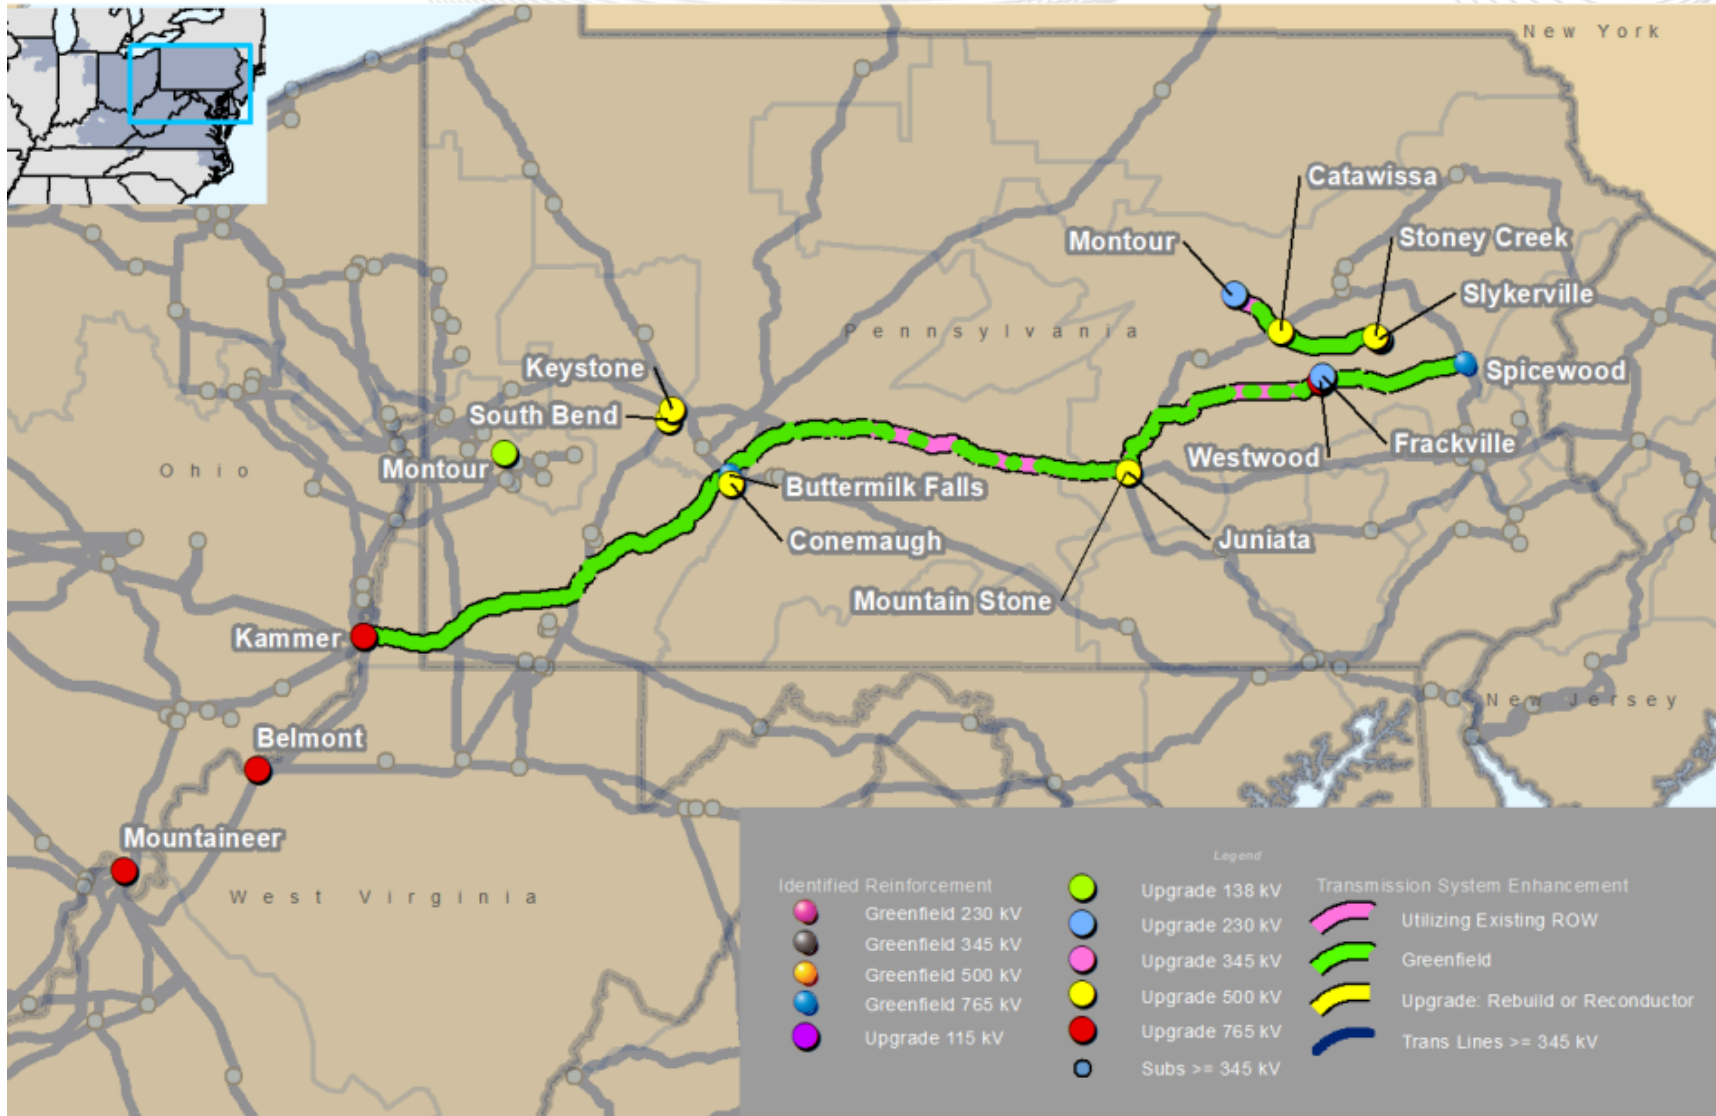 New York
Catawissa
Montour
Stoney Creek
Slykerville
Pennsylvania
Keystone
Spicewood
South Bend
Frackville
Westwood
Ohio
Montour
Buttermilk Falls
Conemaugh
Juniata
Mountain Stone
Kammer
New Jersey
Belmont
Mountaineer
West Virginia
Legend
Identified Reinforcement
Greenfield 230 kV
Greenfield 345 kV
Greenfield 500 kV
Greenfield 765 kV
Upgrade 115 kV
Upgrade 138 kV
Upgrade 230 kV
Upgrade 345 kV
Upgrade 500 kV
Upgrade 765 kV
Subs >= 345 kV
Transmission System Enhancement
Utilizing Existing ROW
Greenfield
Upgrade: Rebuild or Reconductor
Trans Lines >= 345 kV